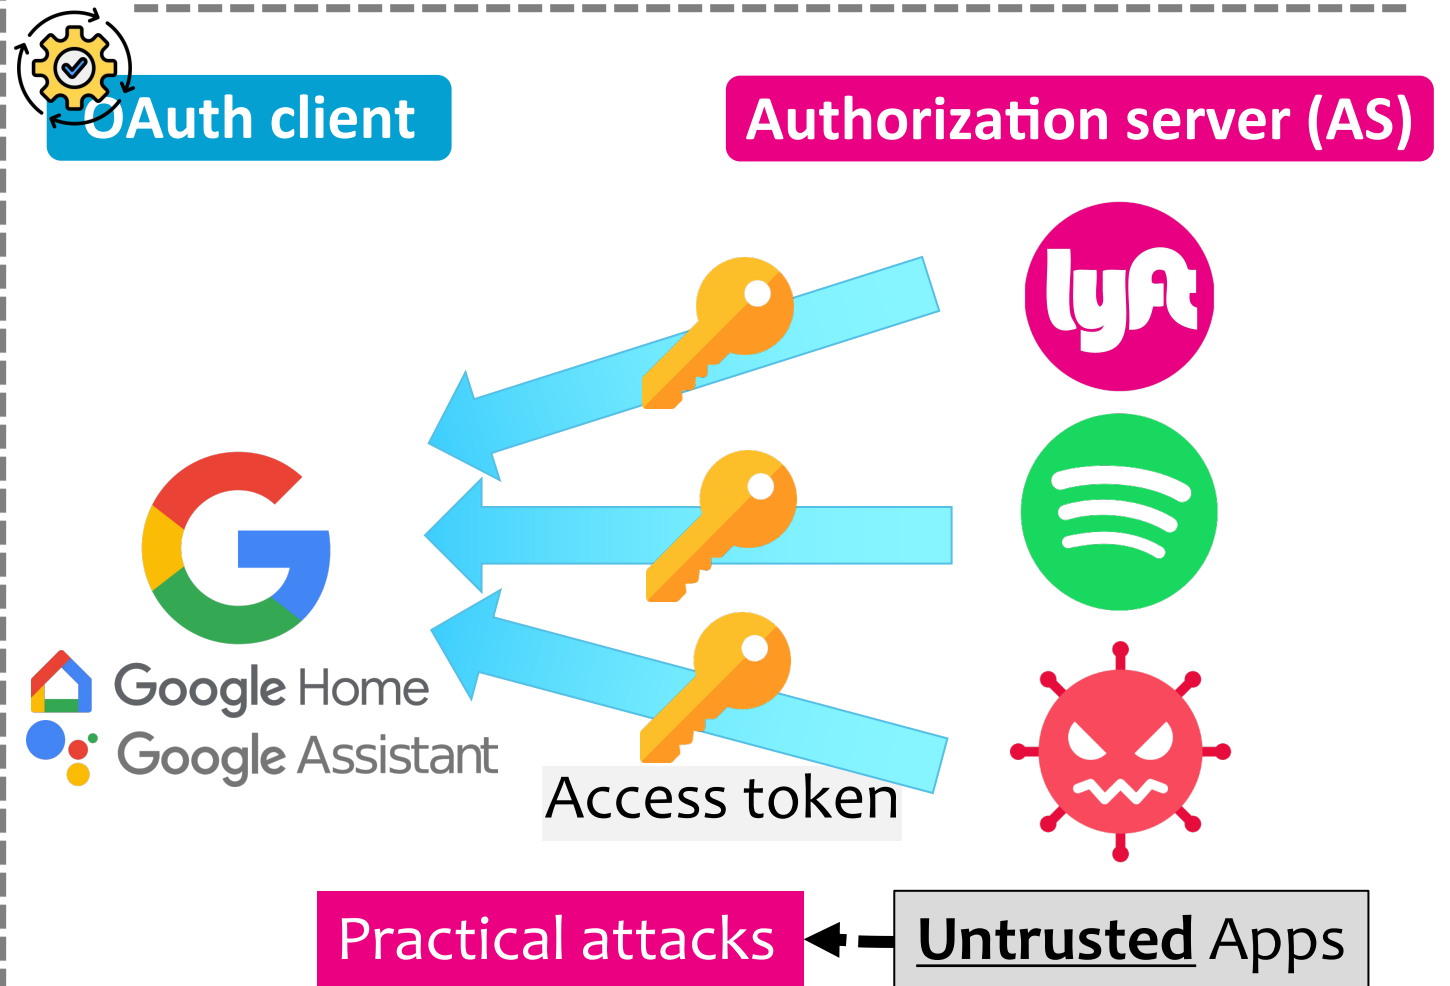 OAuth client
Authorization server (AS)
lyft
Google Home
Google Assistant
Access token
Practical attacks
Untrusted Apps